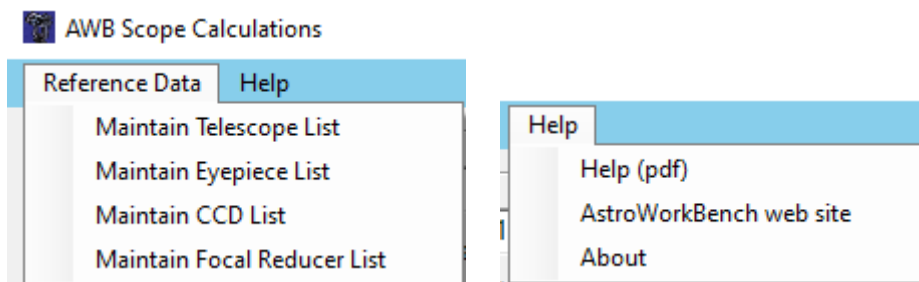 AWB Scope Calculations
Reference Data Help
Maintain Telescope List
Maintain Eyepiece List
Maintain CCD List
Maintain Focal Reducer List
Help
Help (pdf)
AstroWorkBench web site
About